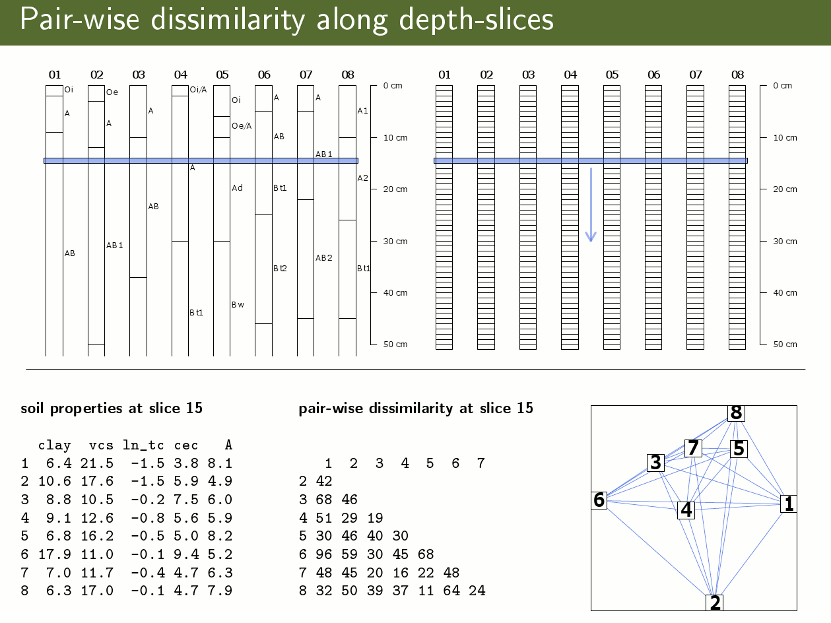 Pair-wise dissimilarity along depth-slices
01 02 03 04 05 06 07 08
Oi
A
AB
Oe
A
AB1
A
AB
Oi/A
A
Bt1
Oi
Oe/A
Ad
Bw
A
AB
Bt1
Bt2
A
AB1
AB2
A1
A2
Bt1
0 cm
10 cm
20 cm
30 cm
40 cm
50 cm
01 02 03 04 05 06 07 08
0 cm
10 cm
20 cm
30 cm
40 cm
50 cm
soil properties at slice 15
clay vcs ln_tc cec A
1 6.4 21.5 -1.5 3.8 8.1
2 10.6 17.6 -1.5 5.9 4.9
3 8.8 10.5 -0.2 7.5 6.0
4 9.1 12.6 -0.8 5.6 5.9
5 6.8 16.2 -0.5 5.0 8.2
6 17.9 11.0 -0.1 9.4 5.2
7 7.0 11.7 -0.4 4.7 6.3
8 6.3 17.0 -0.1 4.7 7.9
pair-wise dissimilarity at slice 15
1 2 3 4 5 6 7
2 42
3 68 46
4 51 29 19
5 30 46 40 30
6 96 59 30 45 68
7 48 45 20 16 22 48
8 32 50 39 37 11 64 24
8
7
5
3
6
4
1
2